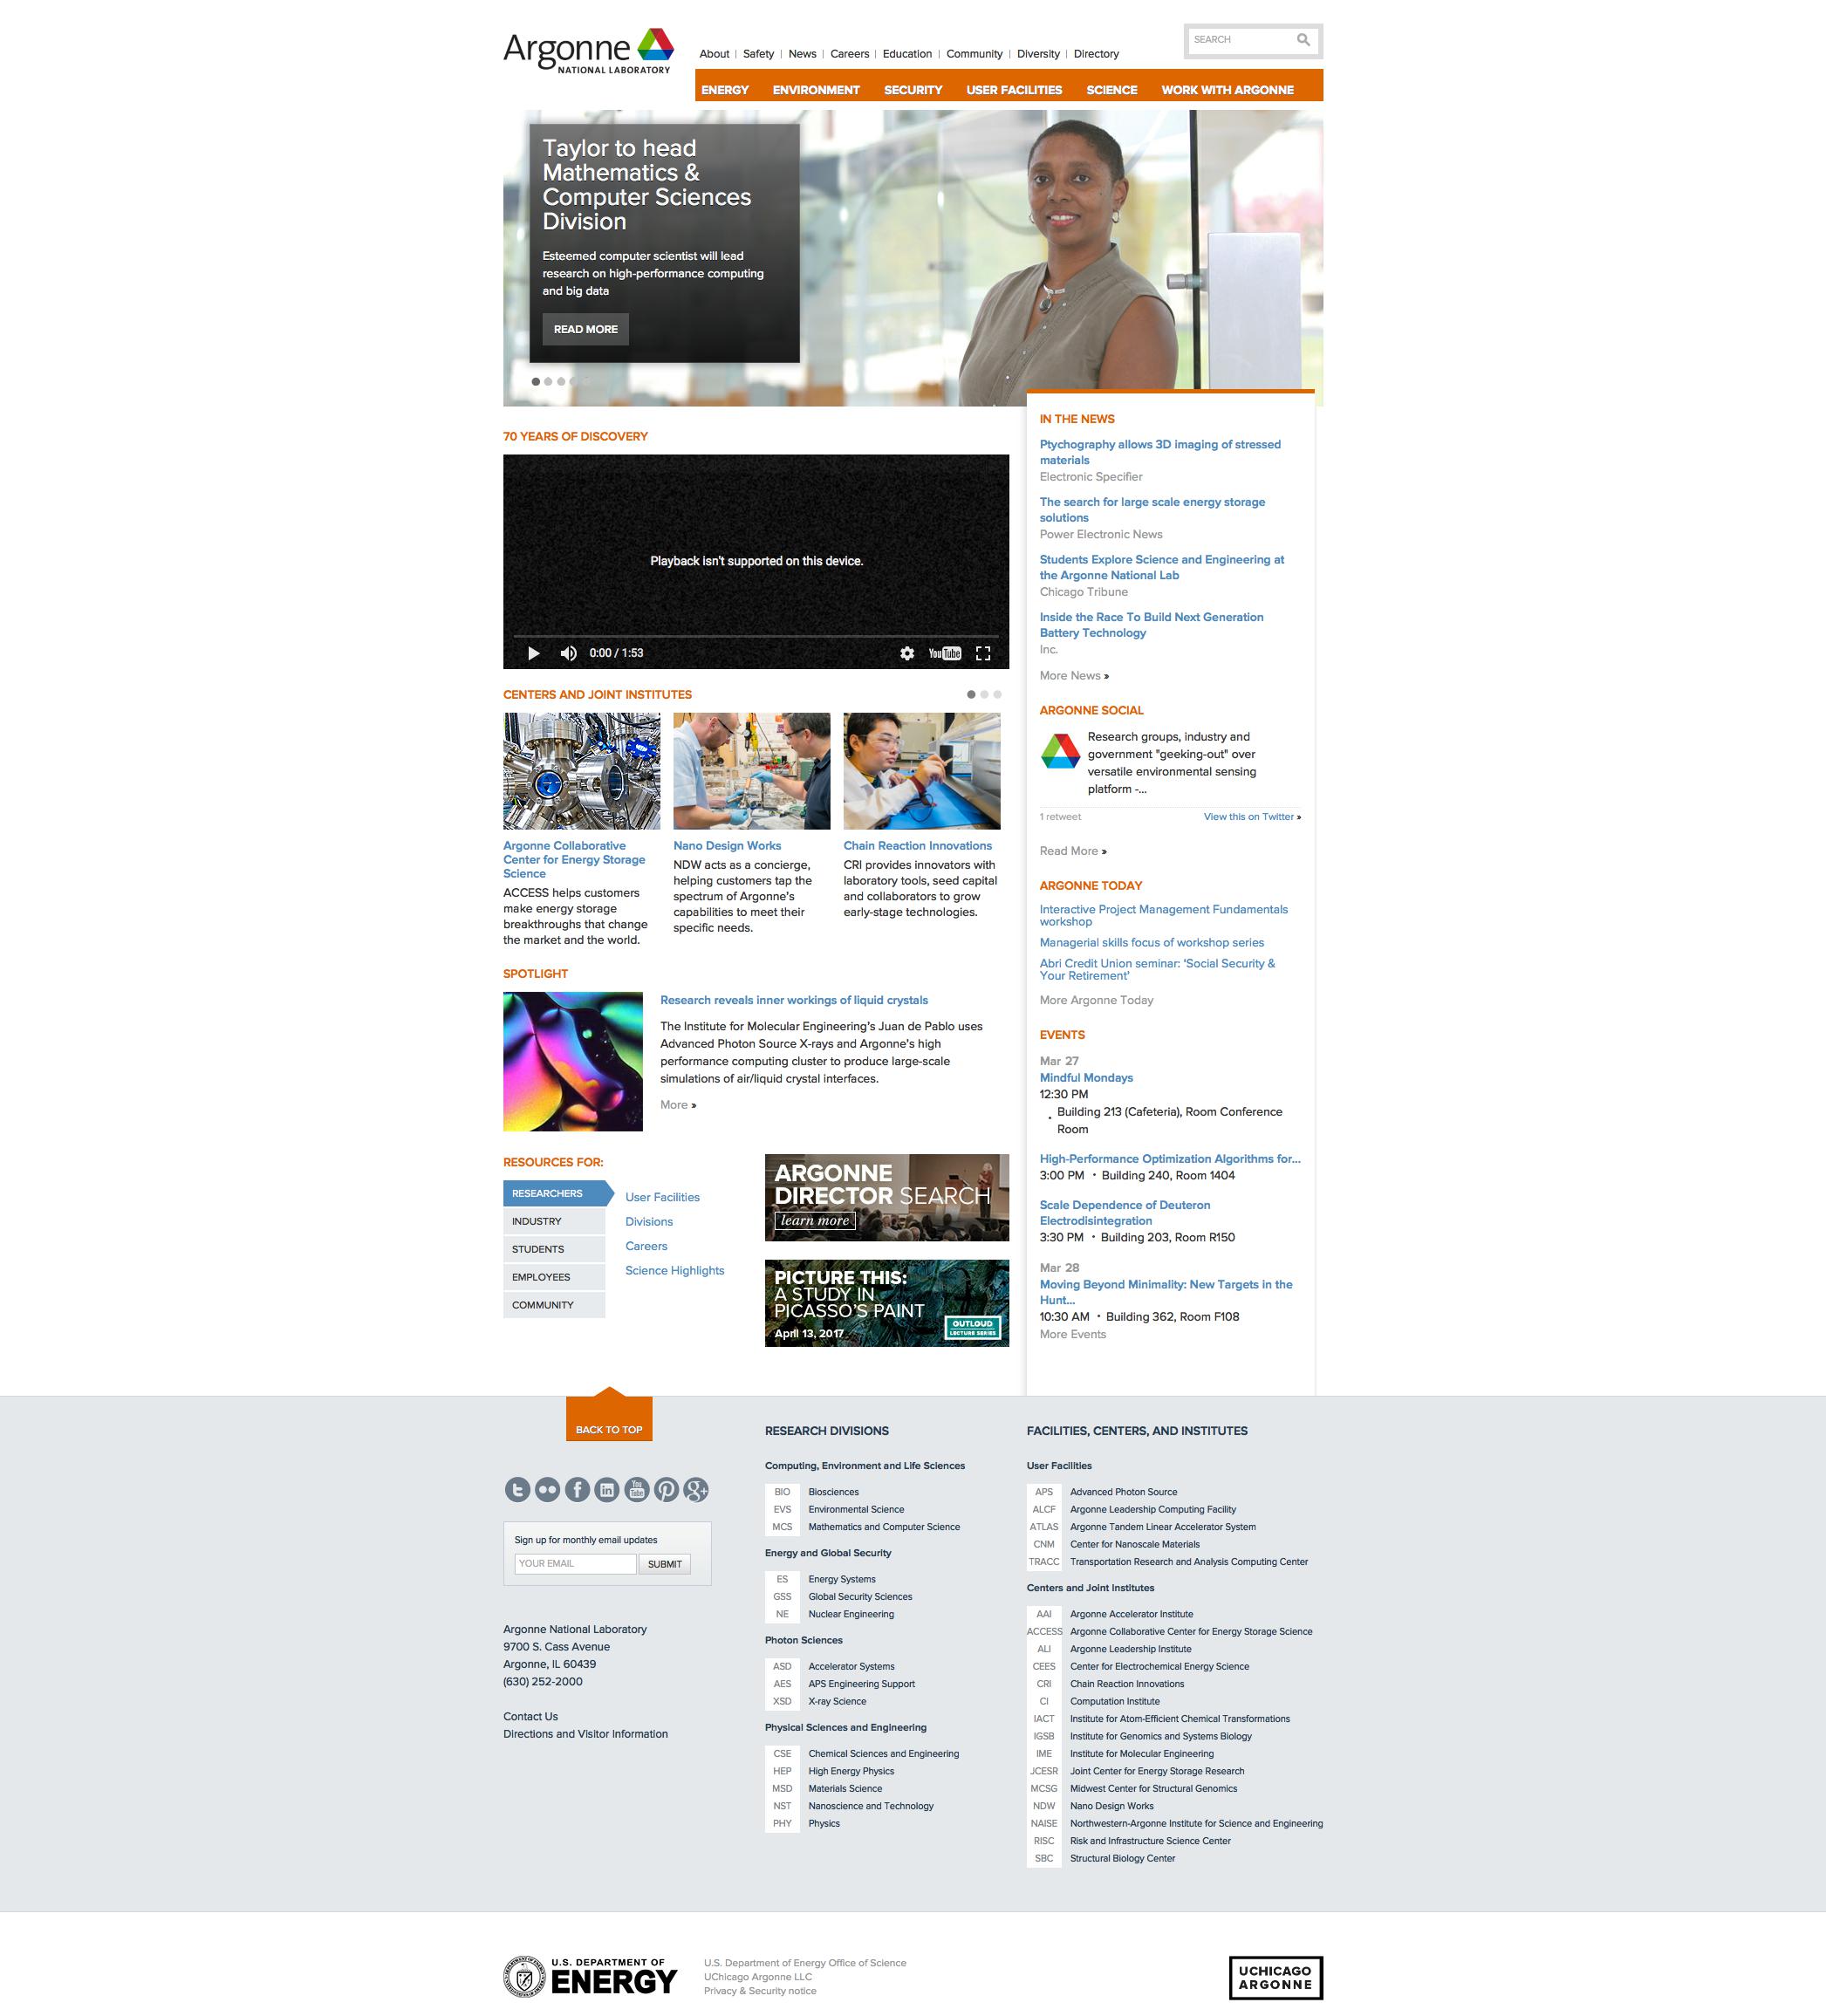 Argonne
NATIONAL LABORATORY
About | Safety | News | Careers | Education | Community | Diversity | Directory
SEARCH
ENERGY ENVIRONMENT SECURITY USER FACILITIES SCIENCE WORK WITH ARGONNE
Taylor to head
Mathematics &
Computer Sciences
Division
Esteemed computer scientist will lead
research on high-performance computing
and big data
READ MORE
70 YEARS OF DISCOVERY
Playback isn't supported on this device.
0:00 / 1:53
YouTube
CENTERS AND JOINT INSTITUTES
Argonne Collaborative
Center for Energy Storage
Science
ACCESS helps customers
make energy storage
breakthroughs that change
the market and the world.
Nano Design Works
NDW acts as a concierge,
helping customers tap the
spectrum of Argonne's
capabilities to meet their
specific needs.
Chain Reaction Innovations
CRI provides innovators with
laboratory tools, seed capital
and collaborators to grow
early-stage technologies.
SPOTLIGHT
Research reveals inner workings of liquid crystals
The Institute for Molecular Engineering's Juan de Pablo uses
Advanced Photon Source X-rays and Argonne's high
performance computing cluster to produce large-scale
simulations of air/liquid crystal interfaces.
More »
RESOURCES FOR:
RESEARCHERS
INDUSTRY
STUDENTS
EMPLOYEES
COMMUNITY
User Facilities
Divisions
Careers
Science Highlights
ARGONNE
DIRECTOR SEARCH
learn more
PICTURE THIS:
A STUDY IN
PICASSO'S PAINT
April 13, 2017
OUTLOUD
LECTURE SERIES
IN THE NEWS
Ptychography allows 3D imaging of stressed
materials
Electronic Specifier
The search for large scale energy storage
solutions
Power Electronic News
Students Explore Science and Engineering at
the Argonne National Lab
Chicago Tribune
Inside the Race To Build Next Generation
Battery Technology
Inc.
More News »
ARGONNE SOCIAL
Research groups, industry and
government "geeking-out" over
versatile environmental sensing
platform -...
1 retweet View this on Twitter »
Read More »
ARGONNE TODAY
Interactive Project Management Fundamentals
workshop
Managerial skills focus of workshop series
Abri Credit Union seminar: 'Social Security &
Your Retirement'
More Argonne Today
EVENTS
Mar 27
Mindful Mondays
12:30 PM
• Building 213 (Cafeteria), Room Conference
Room
High-Performance Optimization Algorithms for...
3:00 PM • Building 240, Room 1404
Scale Dependence of Deuteron
Electrodisintegration
3:30 PM • Building 203, Room R150
Mar 28
Moving Beyond Minimality: New Targets in the
Hunt...
10:30 AM • Building 362, Room F108
More Events
BACK TO TOP
Sign up for monthly email updates
YOUR EMAIL SUBMIT
Argonne National Laboratory
9700 S. Cass Avenue
Argonne, IL 60439
(630) 252-2000
Contact Us
Directions and Visitor Information
RESEARCH DIVISIONS
Computing, Environment and Life Sciences
BIO Biosciences
EVS Environmental Science
MCS Mathematics and Computer Science
Energy and Global Security
ES Energy Systems
GSS Global Security Sciences
NE Nuclear Engineering
Photon Sciences
ASD Accelerator Systems
AES APS Engineering Support
XSD X-ray Science
Physical Sciences and Engineering
CSE Chemical Sciences and Engineering
HEP High Energy Physics
MSD Materials Science
NST Nanoscience and Technology
PHY Physics
FACILITIES, CENTERS, AND INSTITUTES
User Facilities
APS Advanced Photon Source
ALCF Argonne Leadership Computing Facility
ATLAS Argonne Tandem Linear Accelerator System
CNM Center for Nanoscale Materials
TRACC Transportation Research and Analysis Computing Center
Centers and Joint Institutes
AAI Argonne Accelerator Institute
ACCESS Argonne Collaborative Center for Energy Storage Science
ALI Argonne Leadership Institute
CEES Center for Electrochemical Energy Science
CRI Chain Reaction Innovations
CI Computation Institute
IACT Institute for Atom-Efficient Chemical Transformations
IGSB Institute for Genomics and Systems Biology
IME Institute for Molecular Engineering
JCESR Joint Center for Energy Storage Research
MCSG Midwest Center for Structural Genomics
NDW Nano Design Works
NAISE Northwestern-Argonne Institute for Science and Engineering
RISC Risk and Infrastructure Science Center
SBC Structural Biology Center
U.S. DEPARTMENT OF
ENERGY
U.S. Department of Energy Office of Science
UChicago Argonne LLC
Privacy & Security notice
UCHICAGO
ARGONNE